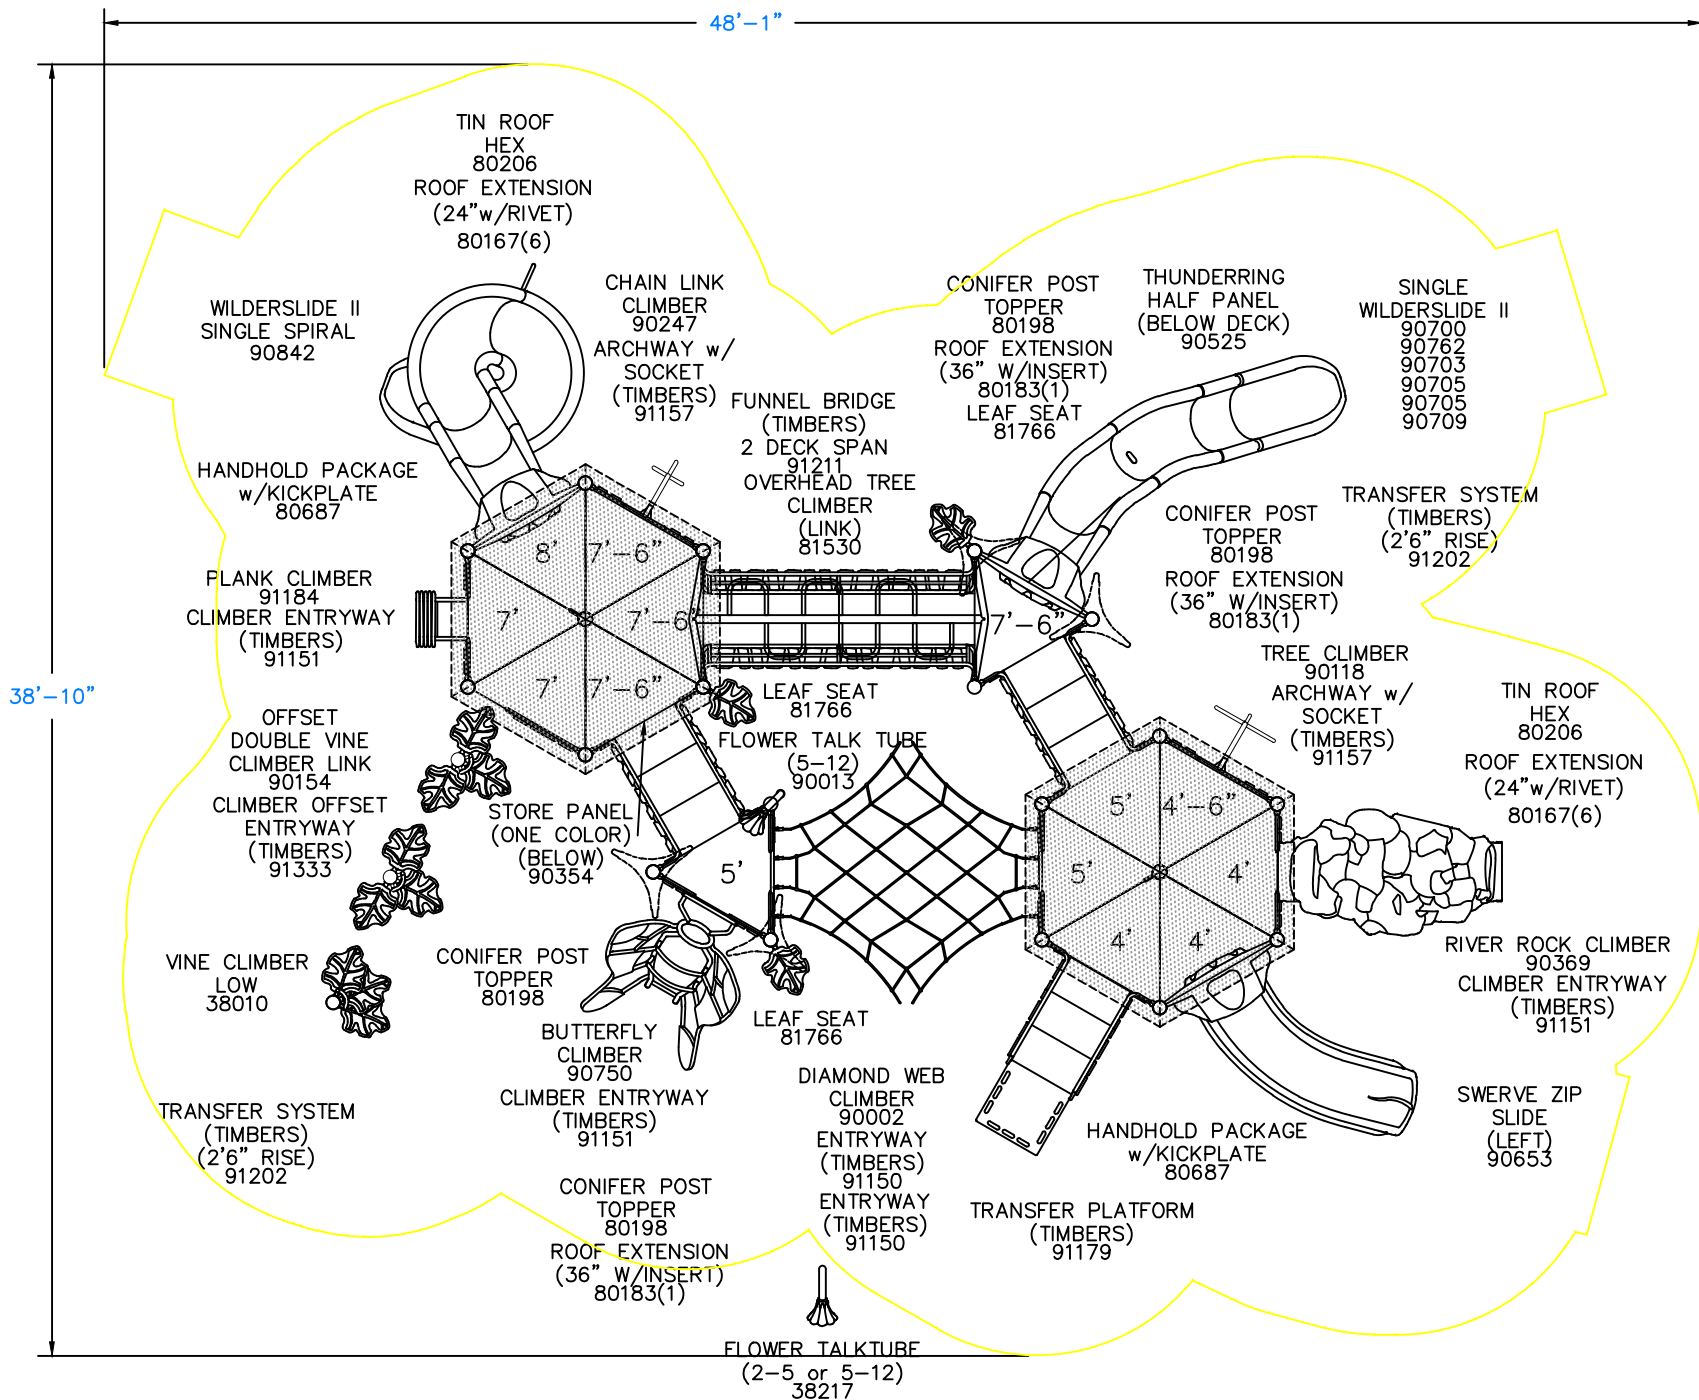 48'-1"
38'-10"
TIN ROOF
HEX
80206
ROOF EXTENSION
(24"w/RIVET)
80167(6)
WILDERSLIDE II
SINGLE SPIRAL
90842
CHAIN LINK
CLIMBER
90247
ARCHWAY w/
SOCKET
(TIMBERS)
91157
FUNNEL BRIDGE
(TIMBERS)
2 DECK SPAN
91211
OVERHEAD TREE
CLIMBER
(LINK)
81530
CONIFER POST
TOPPER
80198
ROOF EXTENSION
(36" W/INSERT)
80183(1)
LEAF SEAT
81766
THUNDERRING
HALF PANEL
(BELOW DECK)
90525
SINGLE
WILDERSLIDE II
90700
90762
90703
90705
90705
90709
HANDHOLD PACKAGE
w/KICKPLATE
80687
TRANSFER SYSTEM
(TIMBERS)
(2'6" RISE)
91202
CONIFER POST
TOPPER
80198
ROOF EXTENSION
(36" W/INSERT)
80183(1)
8'
7'-6"
7'
7'-6"
7'
7'-6"
7'-6"
PLANK CLIMBER
91184
CLIMBER ENTRYWAY
(TIMBERS)
91151
TREE CLIMBER
90118
ARCHWAY w/
SOCKET
(TIMBERS)
91157
TIN ROOF
HEX
80206
ROOF EXTENSION
(24"w/RIVET)
80167(6)
LEAF SEAT
81766
FLOWER TALK TUBE
(5-12)
90013
OFFSET
DOUBLE VINE
CLIMBER LINK
90154
CLIMBER OFFSET
ENTRYWAY
(TIMBERS)
91333
STORE PANEL
(ONE COLOR)
(BELOW)
90354
5'
5'
4'-6"
5'
4'
4'
4'
VINE CLIMBER
LOW
38010
CONIFER POST
TOPPER
80198
BUTTERFLY
CLIMBER
90750
CLIMBER ENTRYWAY
(TIMBERS)
91151
LEAF SEAT
81766
RIVER ROCK CLIMBER
90369
CLIMBER ENTRYWAY
(TIMBERS)
91151
DIAMOND WEB
CLIMBER
90002
ENTRYWAY
(TIMBERS)
91150
ENTRYWAY
(TIMBERS)
91150
SWERVE ZIP
SLIDE
(LEFT)
90653
TRANSFER SYSTEM
(TIMBERS)
(2'6" RISE)
91202
HANDHOLD PACKAGE
w/KICKPLATE
80687
CONIFER POST
TOPPER
80198
ROOF EXTENSION
(36" W/INSERT)
80183(1)
TRANSFER PLATFORM
(TIMBERS)
91179
FLOWER TALKTUBE
(2-5 or 5-12)
38217